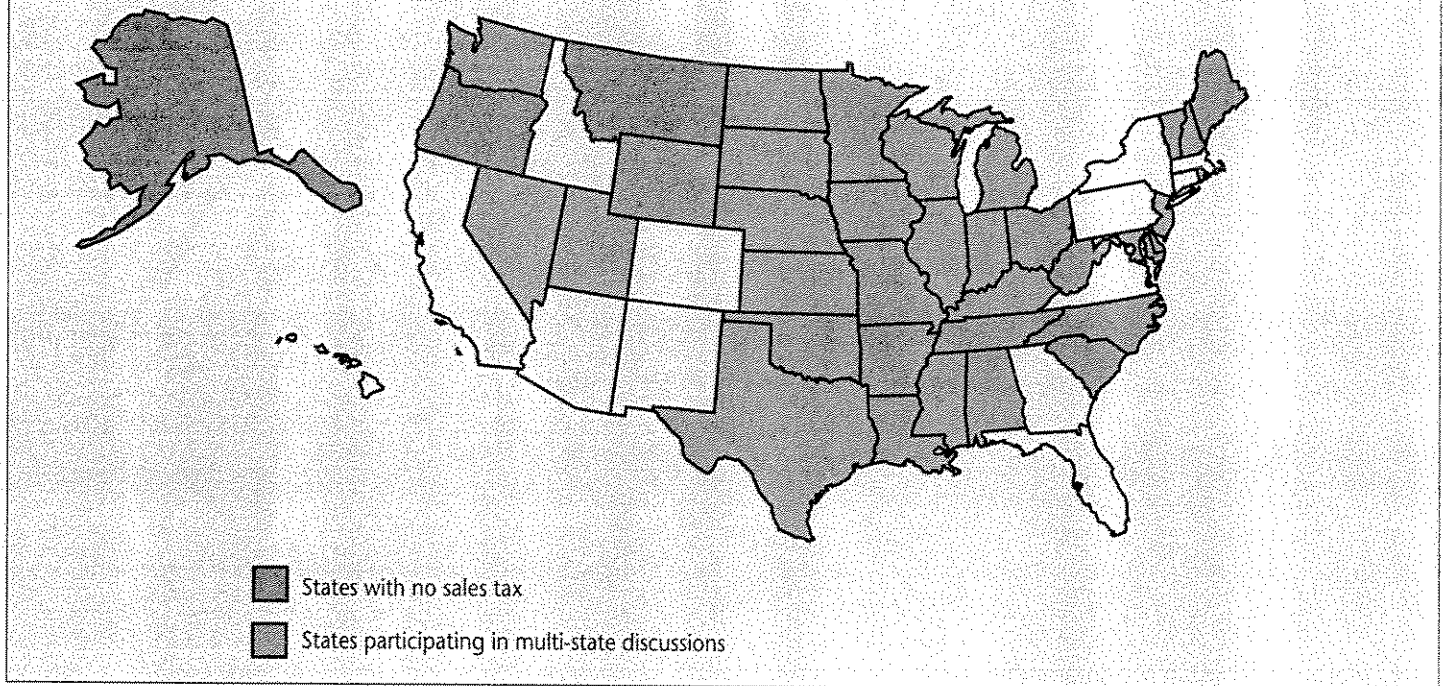 States with no sales tax
States participating in multi-state discussions